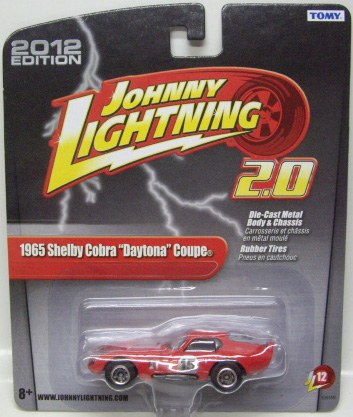 2012
EDITION
TOMY
JOHNNY
LIGHTNING
2.0
Die-Cast Metal
Body & Chassis
Carrosserie et châssis
en métal moulé
Rubber Tires
Pneus en caoutchouc
1965 Shelby Cobra "Daytona" Coupe®
15
8+
WWW.JOHNNYLIGHTNING.COM
12